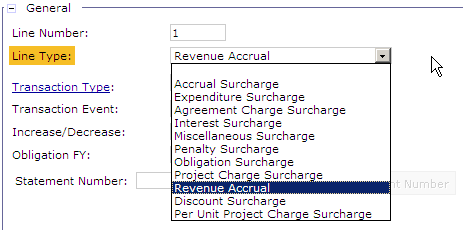 General
Line Number: 1
Line Type: Revenue Accrual
Accrual Surcharge
Transaction Type:
Expenditure Surcharge
Agreement Charge Surcharge
Transaction Event:
Interest Surcharge
Miscellaneous Surcharge
Increase/Decrease:
Penalty Surcharge
Obligation FY:
Obligation Surcharge
Project Charge Surcharge
Statement Number:
Revenue Accrual
Number
Discount Surcharge
Per Unit Project Charge Surcharge